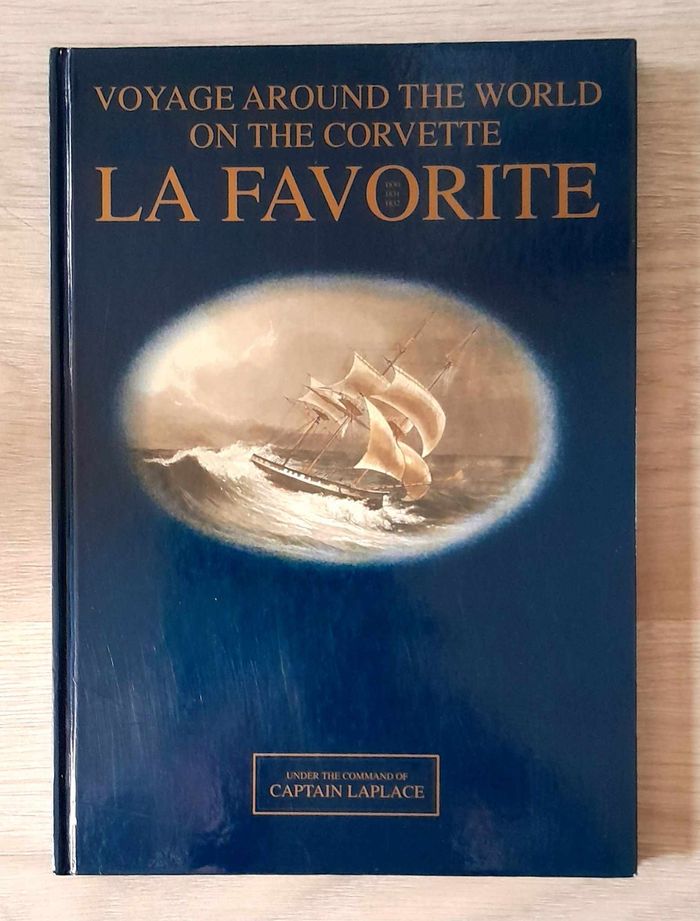 VOYAGE AROUND THE WORLD
ON THE CORVETTE
LA FAVORITE
1830
1831
1832
UNDER THE COMMAND OF
CAPTAIN LAPLACE